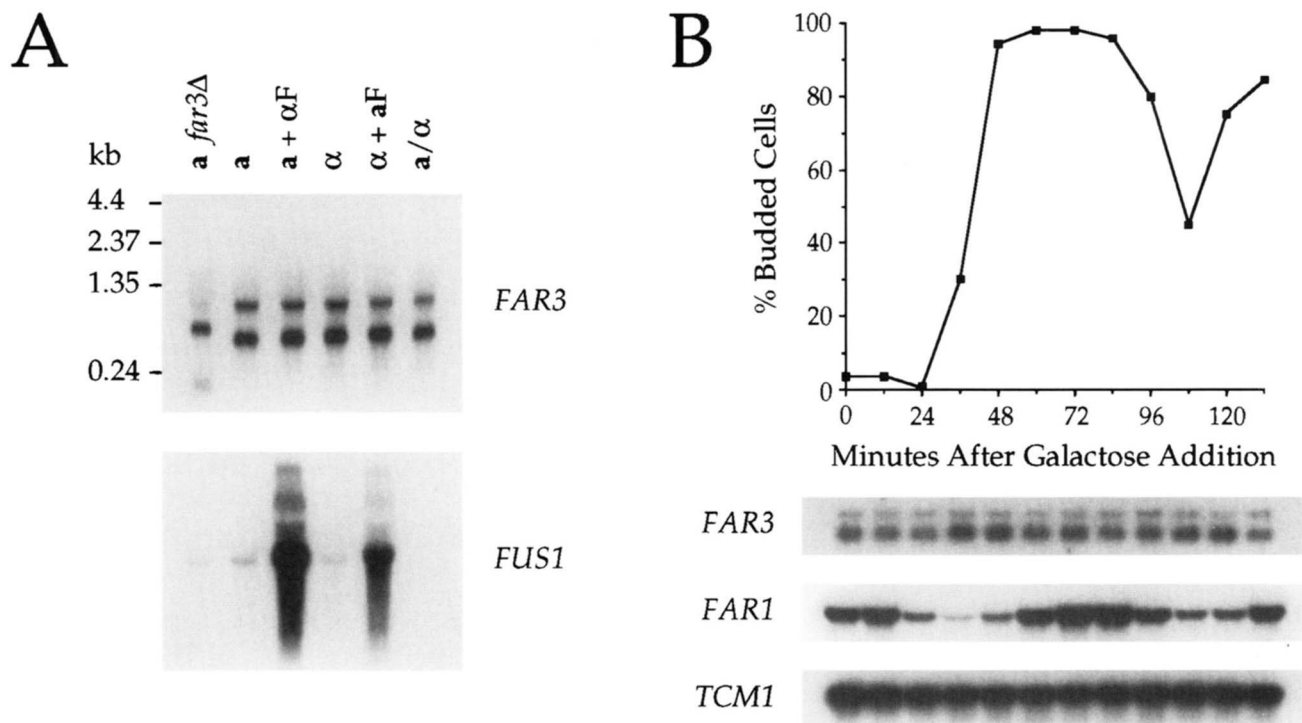 A
kb
a far3Δ
a
a + αF
α
α + aF
a/α
4.4
2.37
1.35
0.24
FAR3
FUS1
B
% Budded Cells
100
80
60
40
20
0
0 24 48 72 96 120
Minutes After Galactose Addition
FAR3
FAR1
TCM1